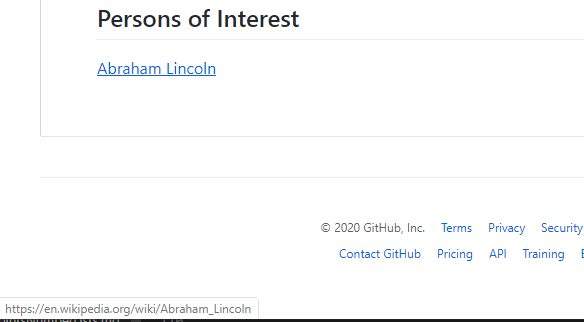 Persons of Interest
Abraham Lincoln
© 2020 GitHub, Inc. Terms Privacy Security
Contact GitHub Pricing API Training
https://en.wikipedia.org/wiki/Abraham_Lincoln